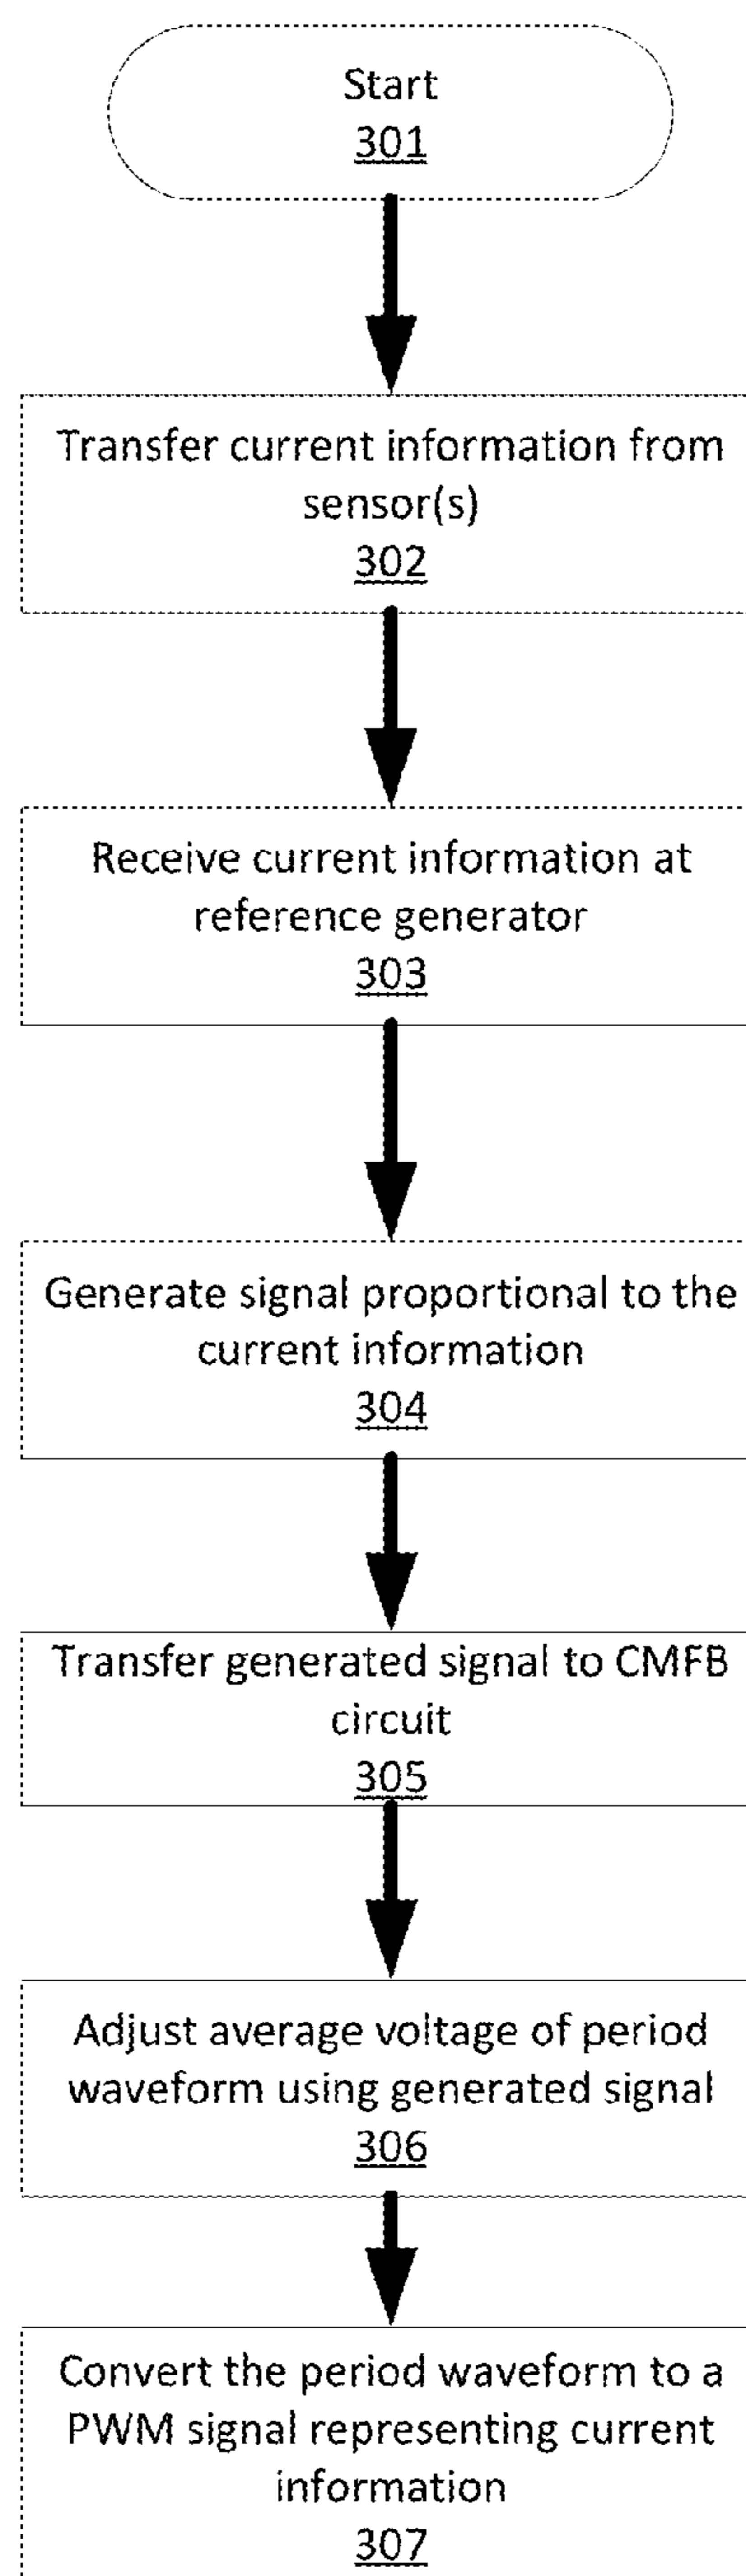 Start
301
Transfer current information from
sensor(s)
302
Receive current information at
reference generator
303
Generate signal proportional to the
current information
304
Transfer generated signal to CMFB
circuit
305
Adjust average voltage of period
waveform using generated signal
306
Convert the period waveform to a
PWM signal representing current
information
307